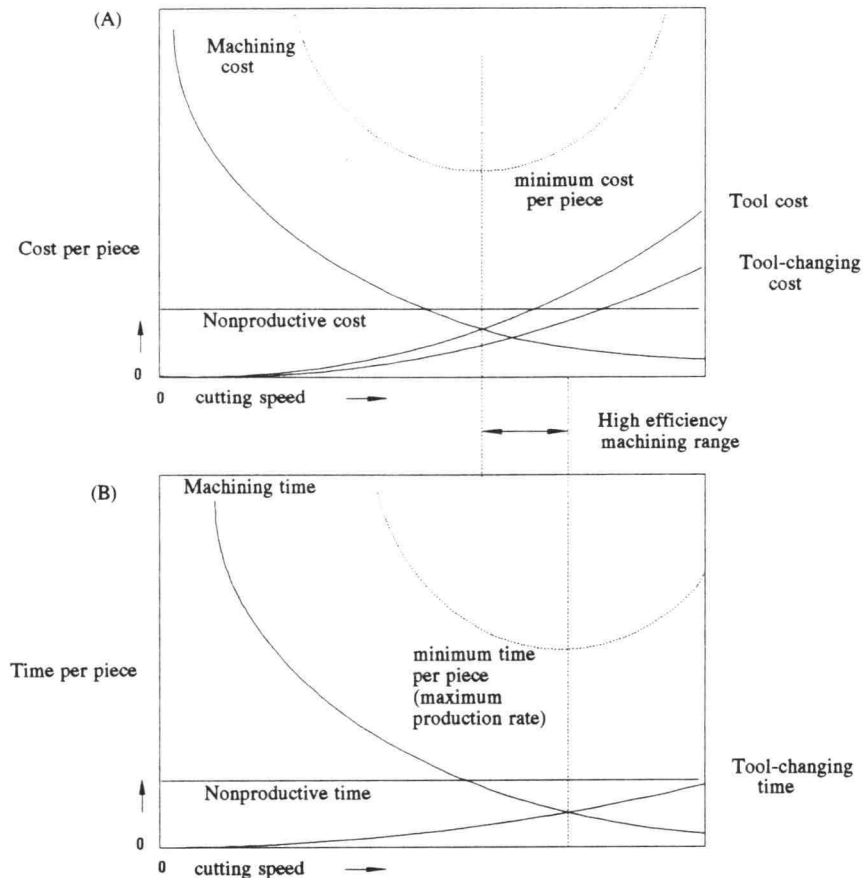 (A)
Machining
cost
minimum cost
per piece
Tool cost
Tool-changing
cost
Cost per piece
Nonproductive cost
0
0
cutting speed
High efficiency
machining range
(B)
Machining time
minimum time
per piece
(maximum
production rate)
Time per piece
Tool-changing
time
Nonproductive time
0
0
cutting speed